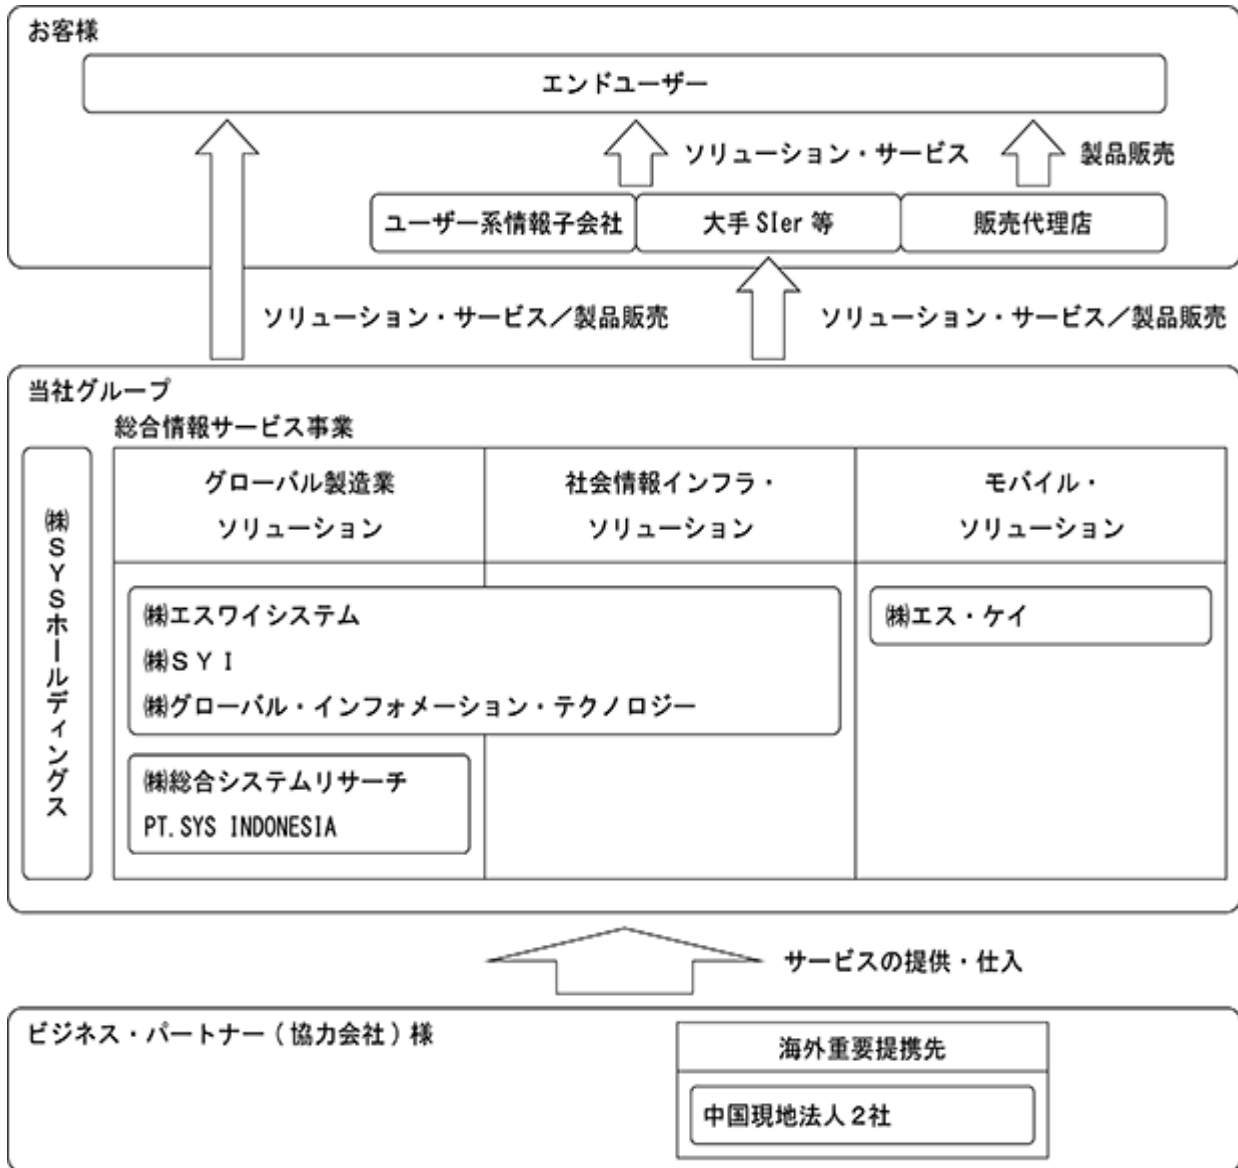 お客様
エンドユーザー
ソリューション・サービス
製品販売
ユーザー系情報子会社
大手SIer等
販売代理店
ソリューション・サービス／製品販売
ソリューション・サービス／製品販売
当社グループ
総合情報サービス事業
㈱ＳＹＳホールディングス
グローバル製造業
ソリューション
社会情報インフラ・
ソリューション
モバイル・
ソリューション
㈱エスワイシステム
㈱ＳＹＩ
㈱グローバル・インフォメーション・テクノロジー
㈱エス・ケイ
㈱総合システムリサーチ
PT.SYS INDONESIA
サービスの提供・仕入
ビジネス・パートナー（協力会社）様
海外重要提携先
中国現地法人２社